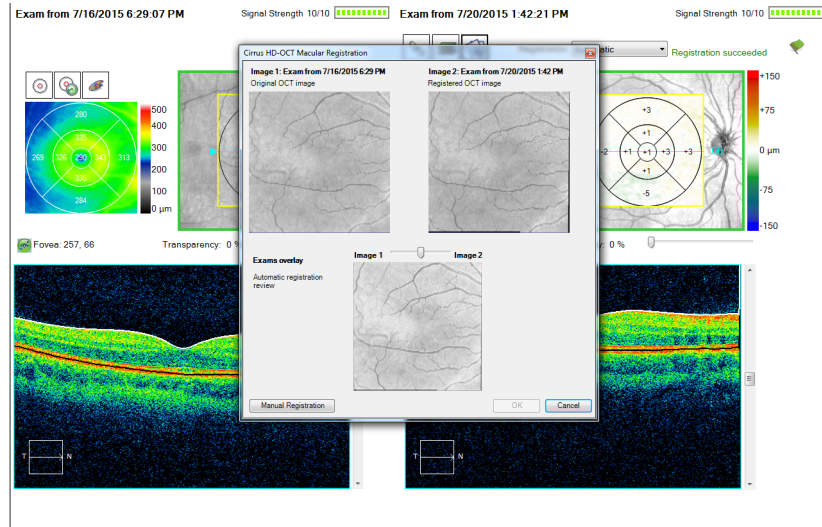 Exam from 7/16/2015 6:29:07 PM
Signal Strength 10/10
Exam from 7/20/2015 1:42:21 PM
Signal Strength 10/10
Registration succeeded
Cirrus HD-OCT Macular Registration
Image 1: Exam from 7/16/2015 6:29 PM
Original OCT image
Image 2: Exam from 7/20/2015 1:42 PM
Registered OCT image
500
400
300
200
100
0 µm
280
335
269 326 290 343 313
335
284
+150
+75
0 µm
-75
-150
+3
+1
-2 +1 +1 +3 +3
+1
-5
Fovea: 257, 66
Transparency: 0 %
0 %
Exams overlay
Automatic registration
review
Image 1
Image 2
Manual Registration
OK
Cancel
T N
T N